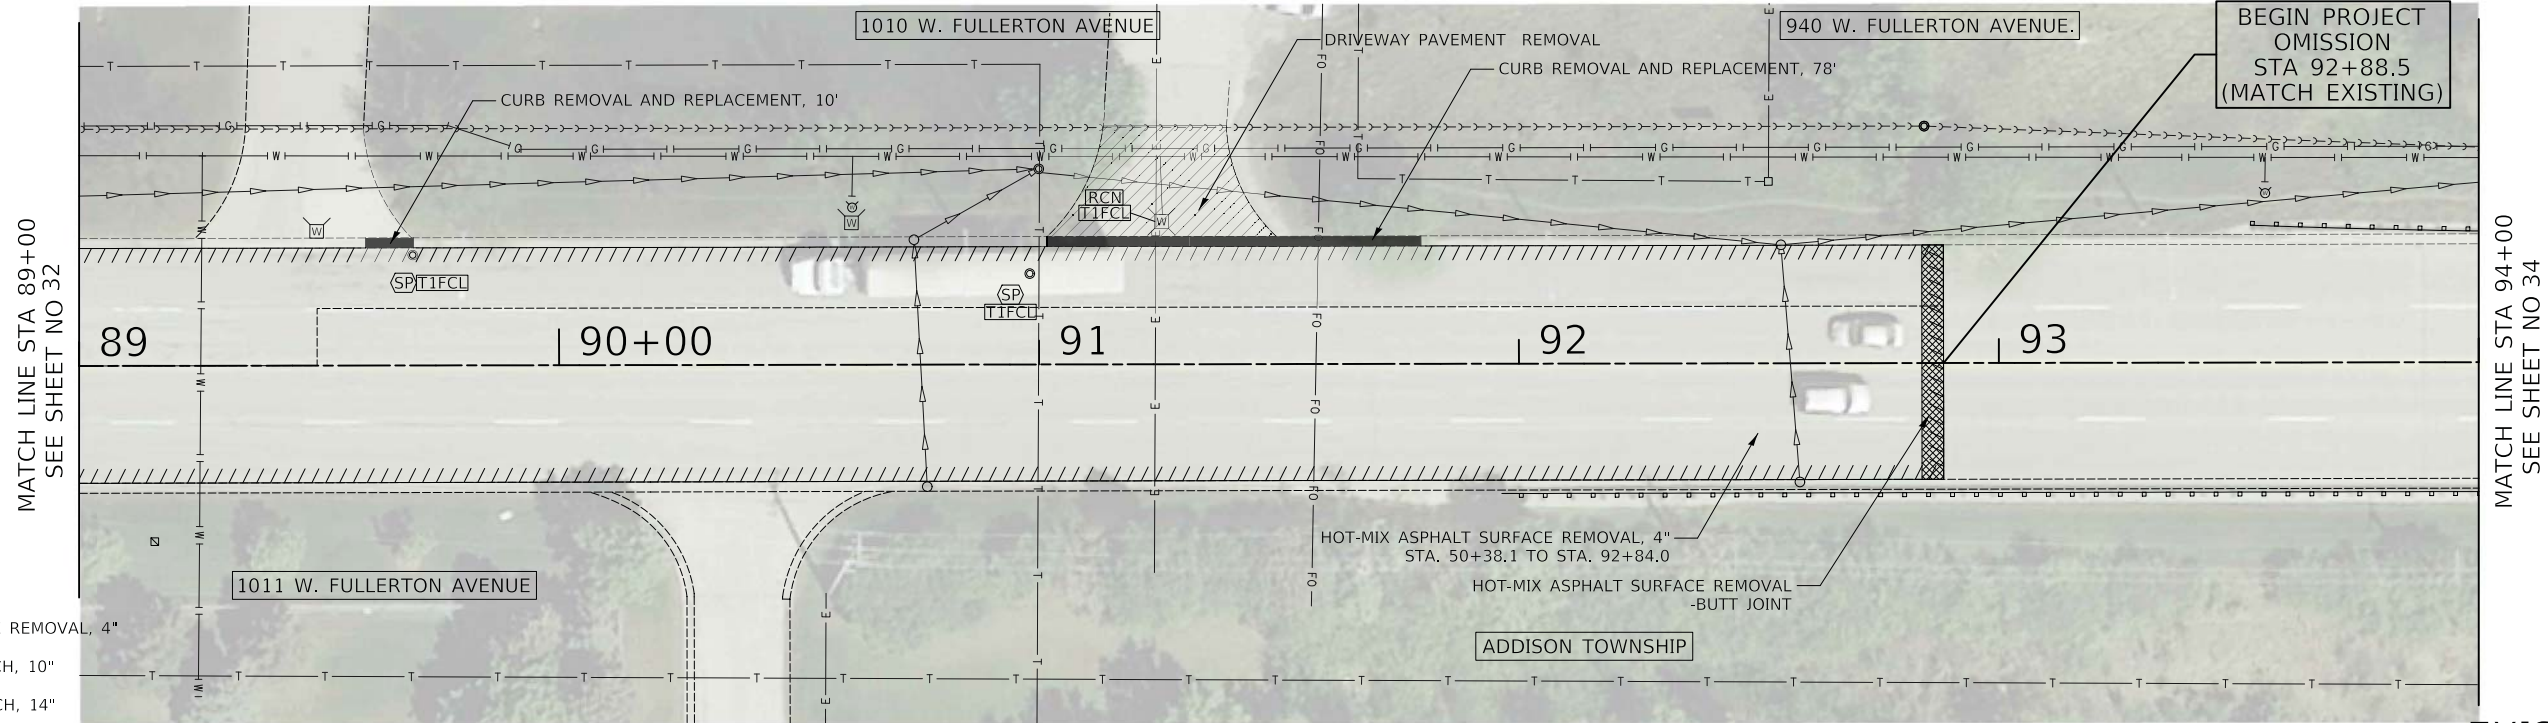 1010 W. FULLERTON AVENUE
940 W. FULLERTON AVENUE.
BEGIN PROJECT
OMISSION
STA 92+88.5
(MATCH EXISTING)
DRIVEWAY PAVEMENT REMOVAL
CURB REMOVAL AND REPLACEMENT, 78'
CURB REMOVAL AND REPLACEMENT, 10'
RCN
T1FCL
SP T1FCL
SP
T1FCL
MATCH LINE STA 89+00
SEE SHEET NO 32
89
90+00
91
92
93
MATCH LINE STA 94+00
SEE SHEET NO 34
HOT-MIX ASPHALT SURFACE REMOVAL, 4"
STA. 50+38.1 TO STA. 92+84.0
HOT-MIX ASPHALT SURFACE REMOVAL
-BUTT JOINT
1011 W. FULLERTON AVENUE
ADDISON TOWNSHIP
REMOVAL, 4"
CH, 10"
CH, 14"